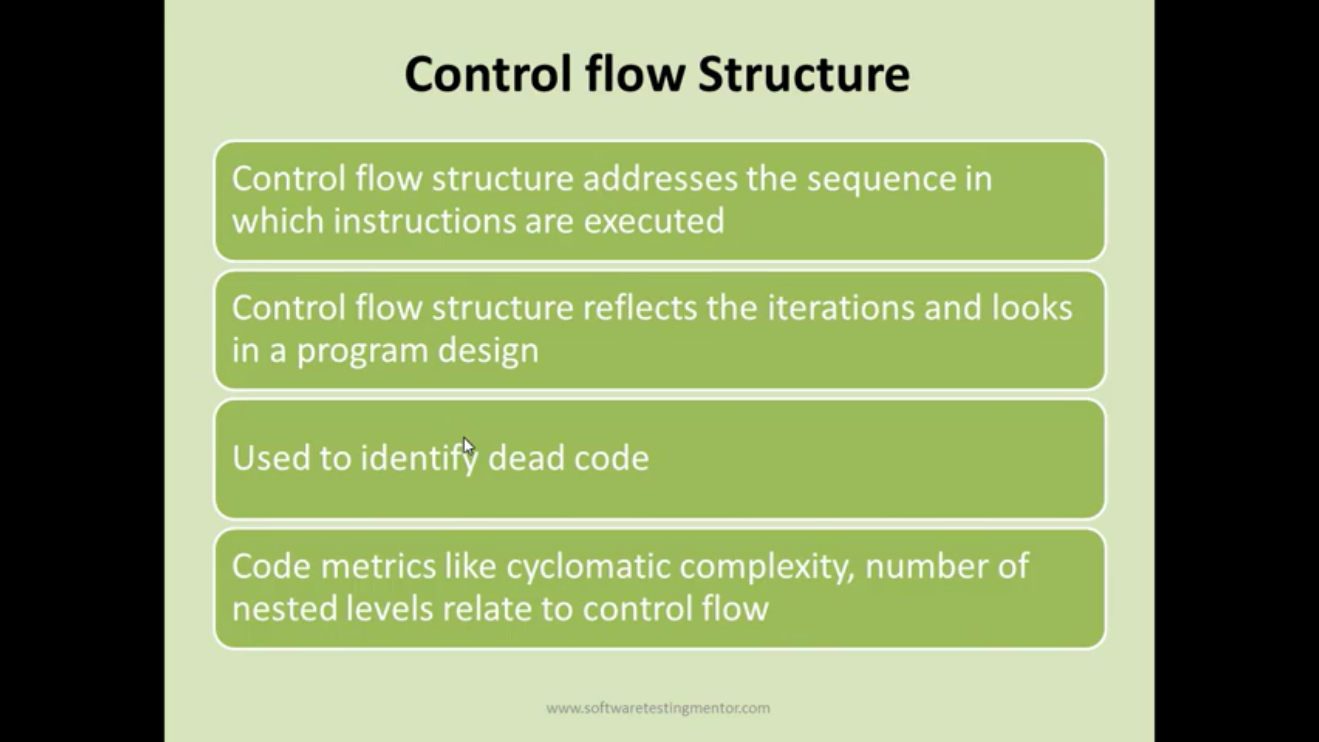 Control flow Structure
Control flow structure addresses the sequence in
which instructions are executed
Control flow structure reflects the iterations and looks
in a program design
Used to identify dead code
Code metrics like cyclomatic complexity, number of
nested levels relate to control flow
www.softwaretestingmentor.com